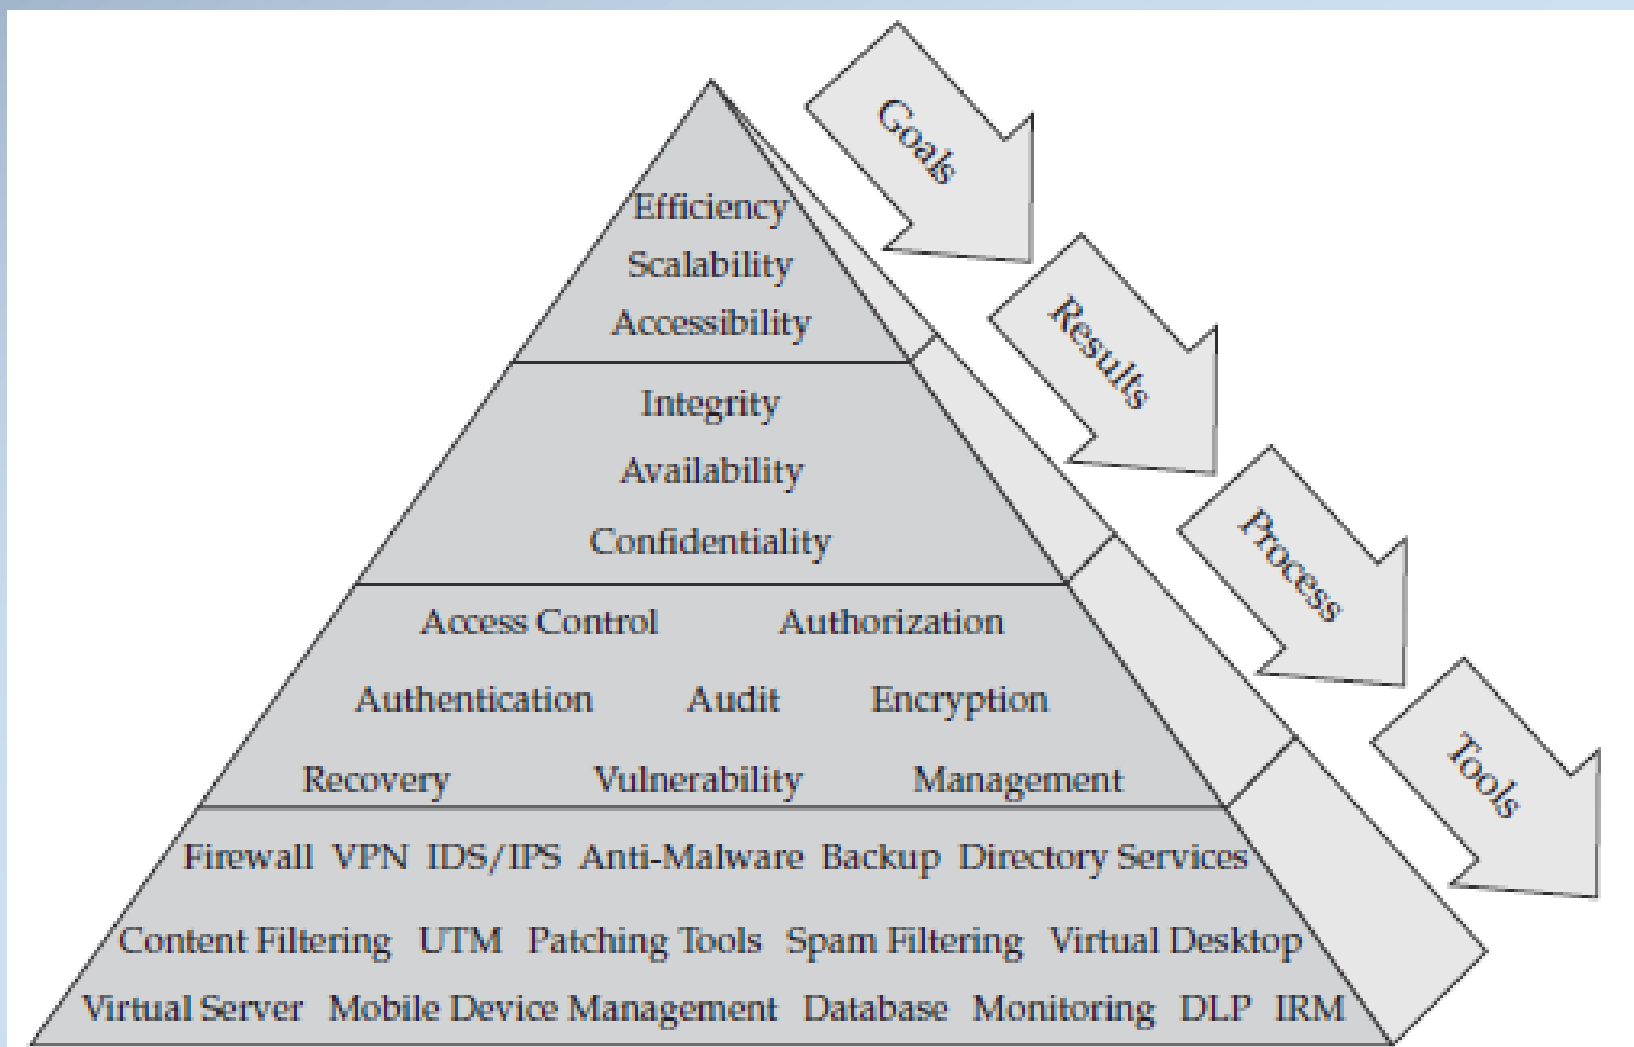 Goals
Efficiency
Scalability
Accessibility
Results
Integrity
Availability
Confidentiality
Process
Access Control Authorization
Authentication Audit Encryption
Recovery Vulnerability Management
Tools
Firewall VPN IDS/IPS Anti-Malware Backup Directory Services
Content Filtering UTM Patching Tools Spam Filtering Virtual Desktop
Virtual Server Mobile Device Management Database Monitoring DLP IRM